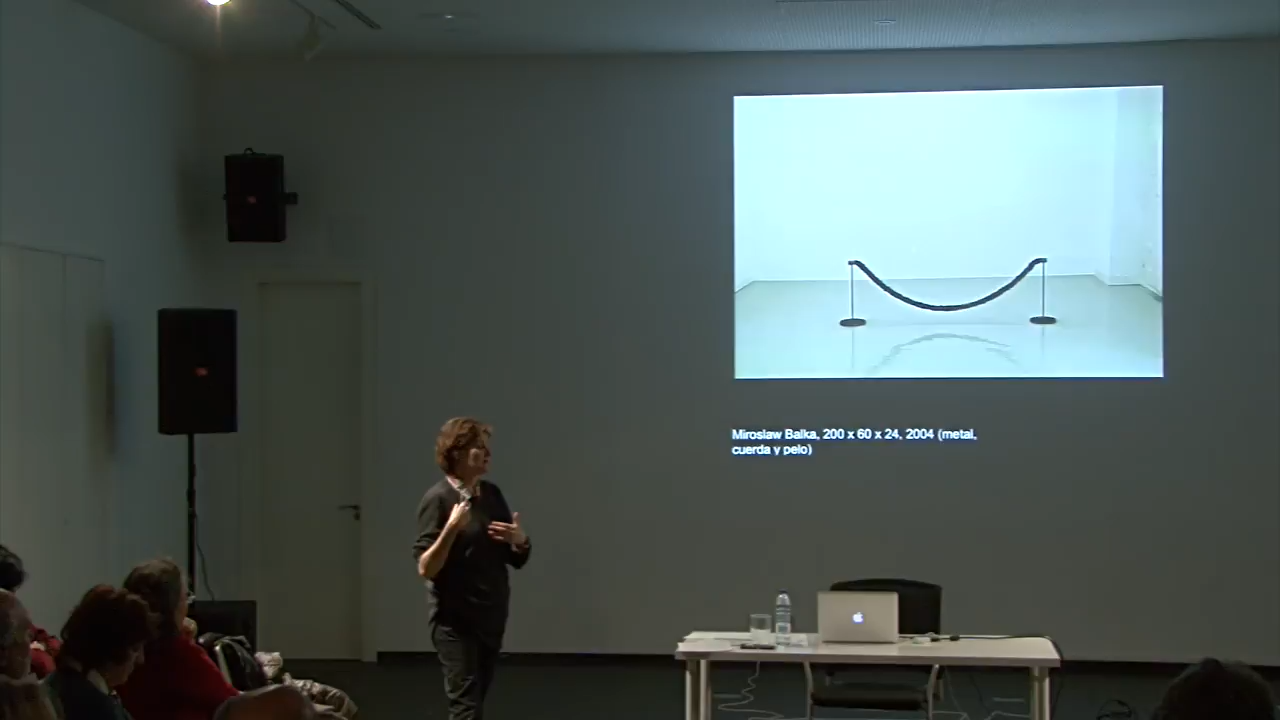 Miroslaw Balka, 200 x 60 x 24, 2004 (metal,
cuerda y pelo)